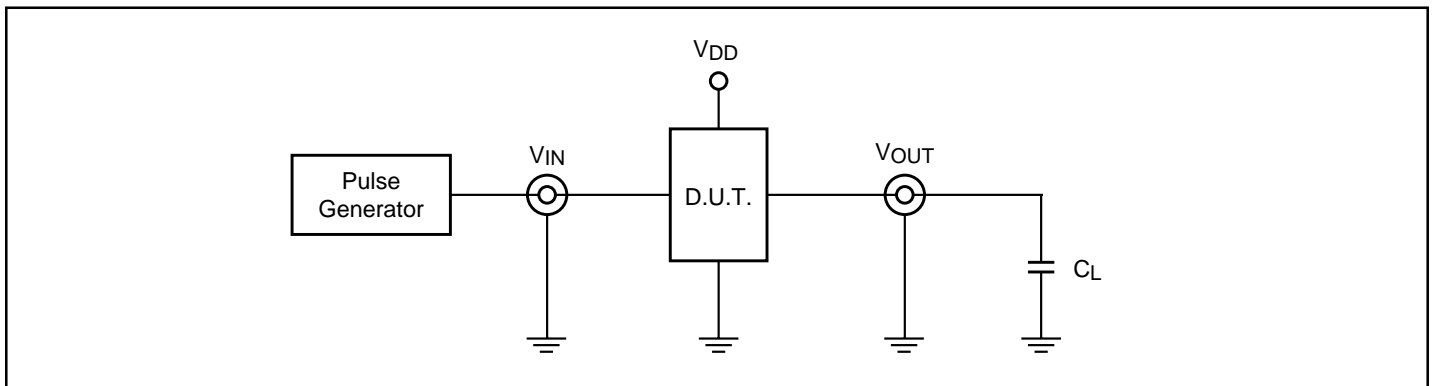 VDD
VIN
VOUT
Pulse
Generator
D.U.T.
CL